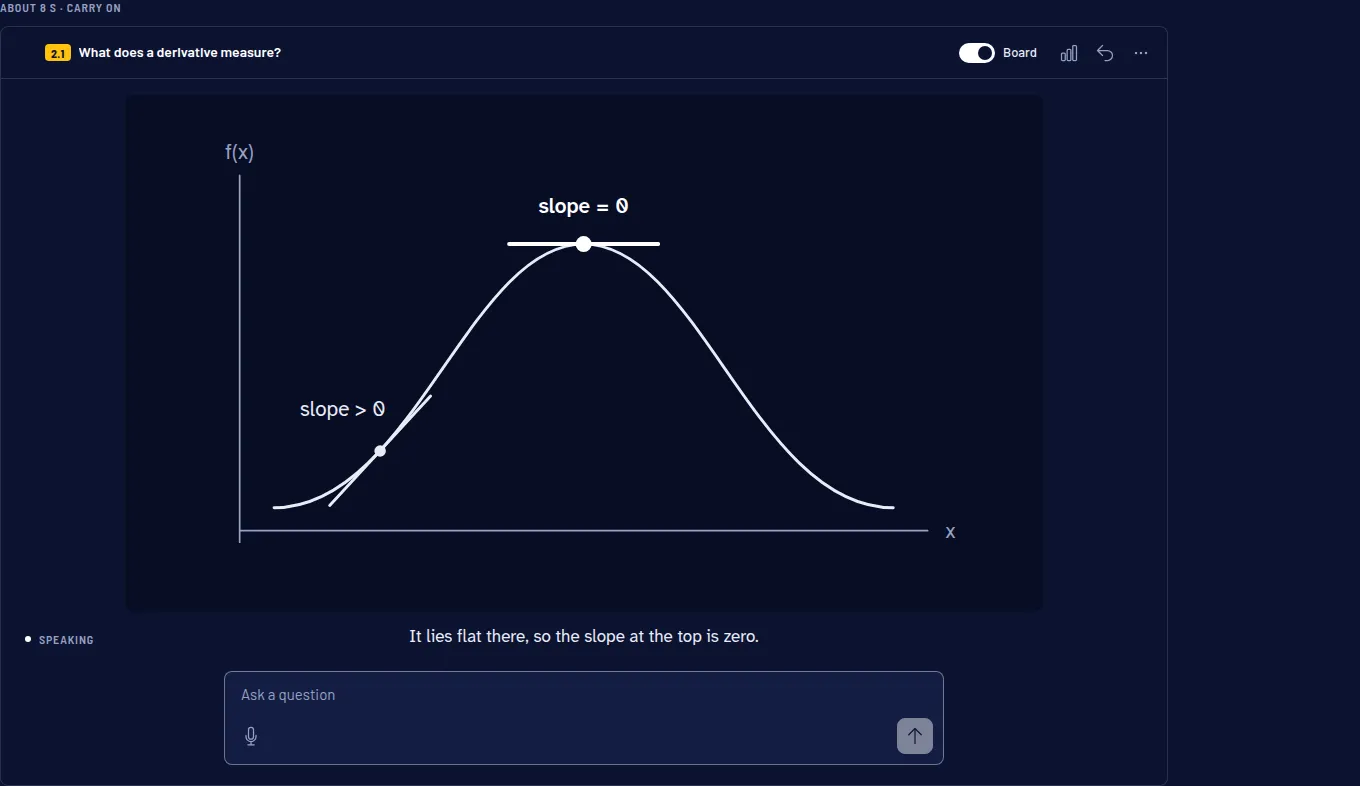 ABOUT 8 S · CARRY ON
2.1 What does a derivative measure?
Board
f(x)
slope = 0
slope > 0
x
SPEAKING
It lies flat there, so the slope at the top is zero.
Ask a question